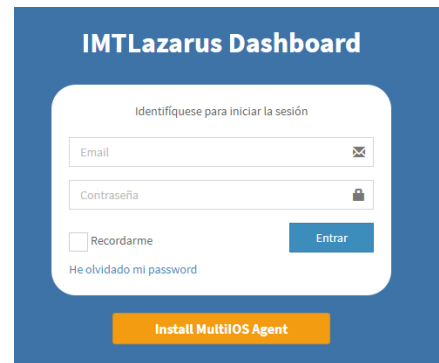 IMTLazarus Dashboard
Identifíquese para iniciar la sesión
Email
Contraseña
Recordarme
Entrar
He olvidado mi password
Install MultiIOS Agent